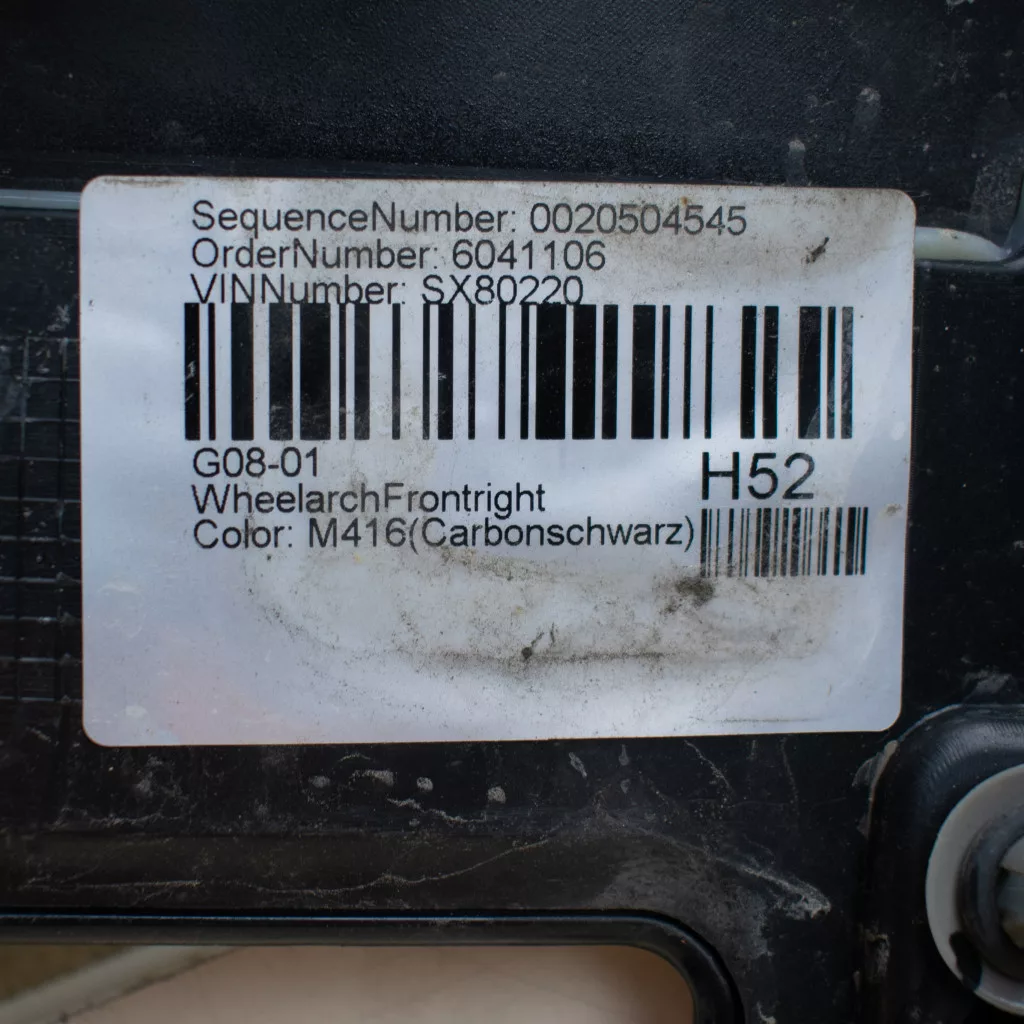 SequenceNumber: 0020504545
OrderNumber: 6041106
VINNumber: SX80220
G08-01
H52
WheelarchFrontright
Color: M416(Carbonschwarz)